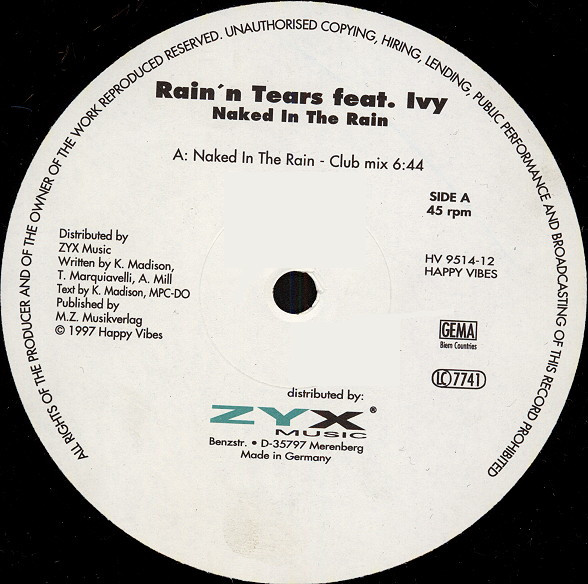 ALL RIGHTS OF THE PRODUCER AND OF THE OWNER OF THE WORK REPRODUCED RESERVED. UNAUTHORISED COPYING, HIRING, LENDING, PUBLIC PERFORMANCE AND BROADCASTING OF THIS RECORD PROHIBITED
Rain´n Tears feat. Ivy
Naked In The Rain
A: Naked In The Rain - Club mix 6:44
SIDE A
45 rpm
Distributed by
ZYX Music
Written by K. Madison,
T. Marquiavelli, A. Mill
Text by K. Madison, MPC-DO
Published by
M.Z. Musikverlag
© 1997 Happy Vibes
HV 9514-12
HAPPY VIBES
GEMA
Biem Countries
LC 7741
distributed by:
ZYX®
MUSIC
Benzstr. • D-35797 Merenberg
Made in Germany